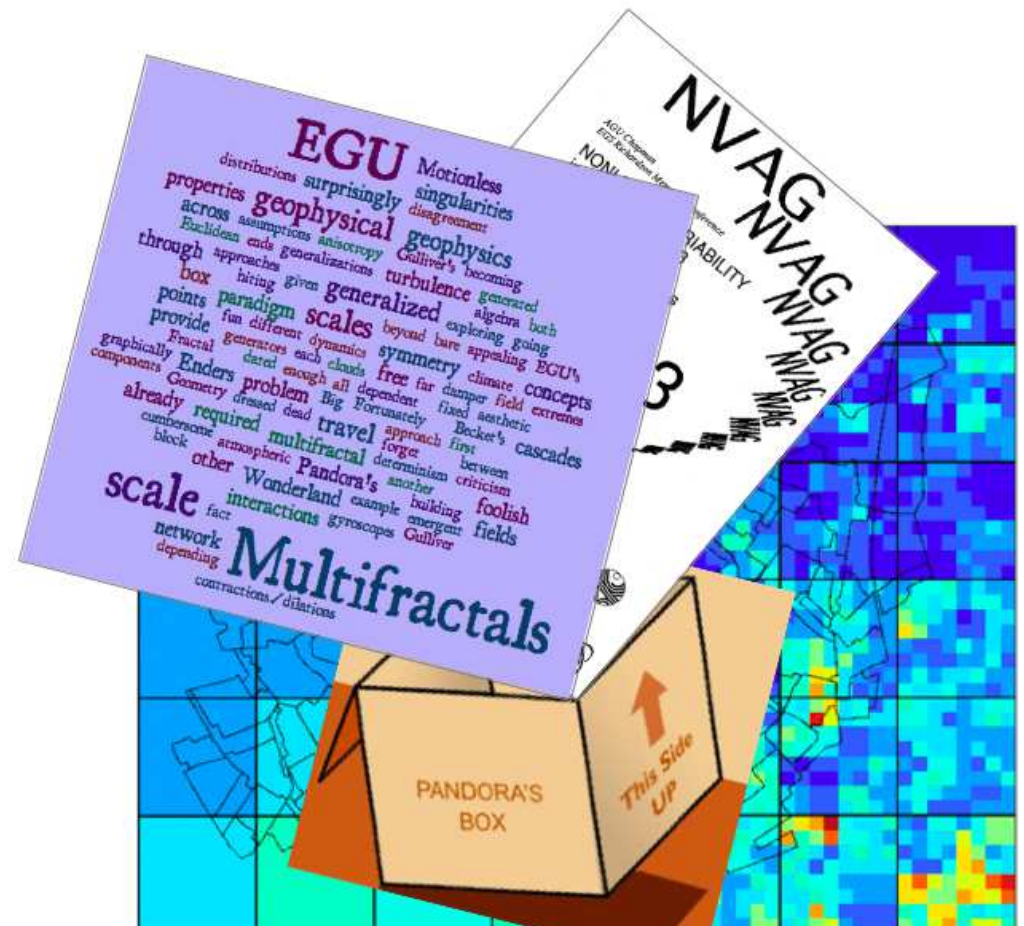 EGU Motionless
distributions surprisingly singularities
properties geophysical disagreement
across assumptions anisotropy geophysics
Euclidean ends generalizations Gulliver's becoming
through approaches turbulence generated
box hiting given generalized algebra both
points paradigm scales beyond bare exploring going
provide fun different dynamics symmetry appealing EGU's
Fractal generators each clouds free far damper climate concepts
graphically Enders dated enough all dependent fixed field extremes
components Geometry problem Big Fortunately aesthetic
already dressed dead travel approach Becket's cascades
cumbersome required multifractal forget first between
block atmospheric Pandora's determinism criticism
other Wonderland another building foolish
scale fact interactions example emergent fields
network gyroscopes Gulliver
depending Multifractals
contractions/dilations
NVAG
NVAG
NVAG
NVAG
NVAG
NVAG
AGU Chapman
EGS Richardson
3
PANDORA'S
BOX
This Side
UP